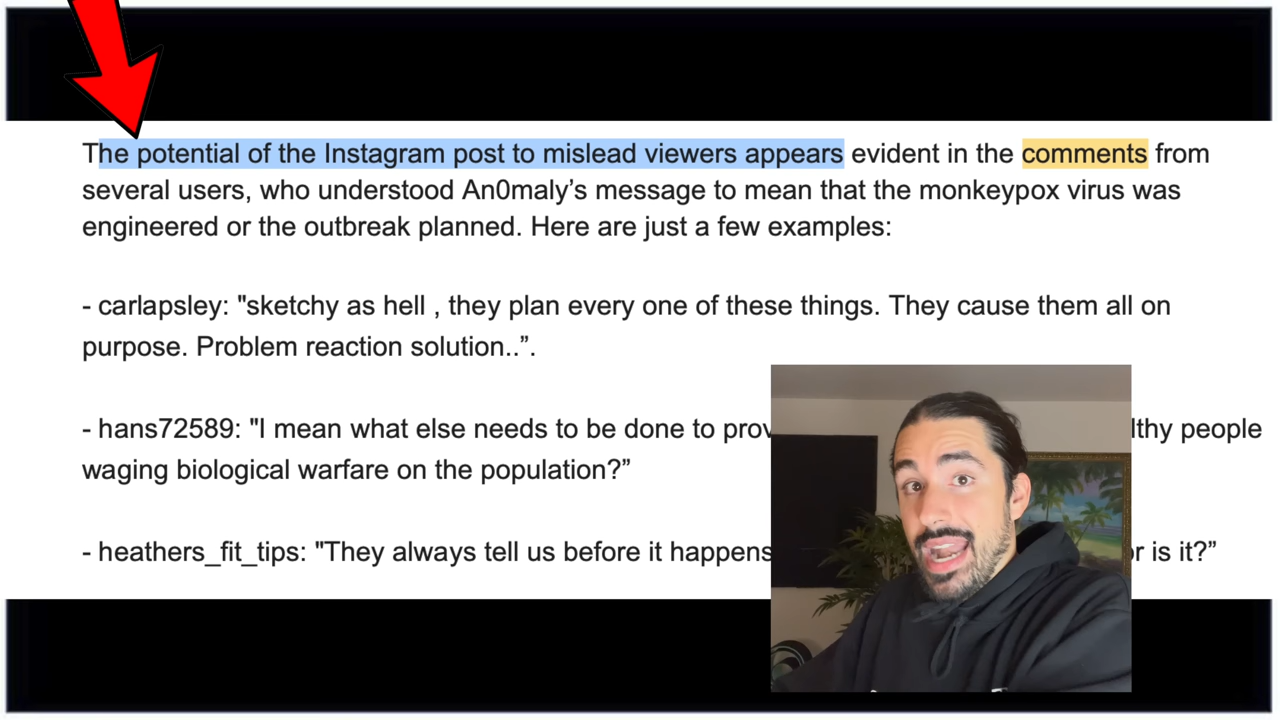 The potential of the Instagram post to mislead viewers appears evident in the comments from
several users, who understood An0maly’s message to mean that the monkeypox virus was
engineered or the outbreak planned. Here are just a few examples:
- carlapsley: "sketchy as hell , they plan every one of these things. They cause them all on
purpose. Problem reaction solution..”.
- hans72589: "I mean what else needs to be done to people
waging biological warfare on the population?”
- heathers_fit_tips: "They always tell us before it happens is it?”